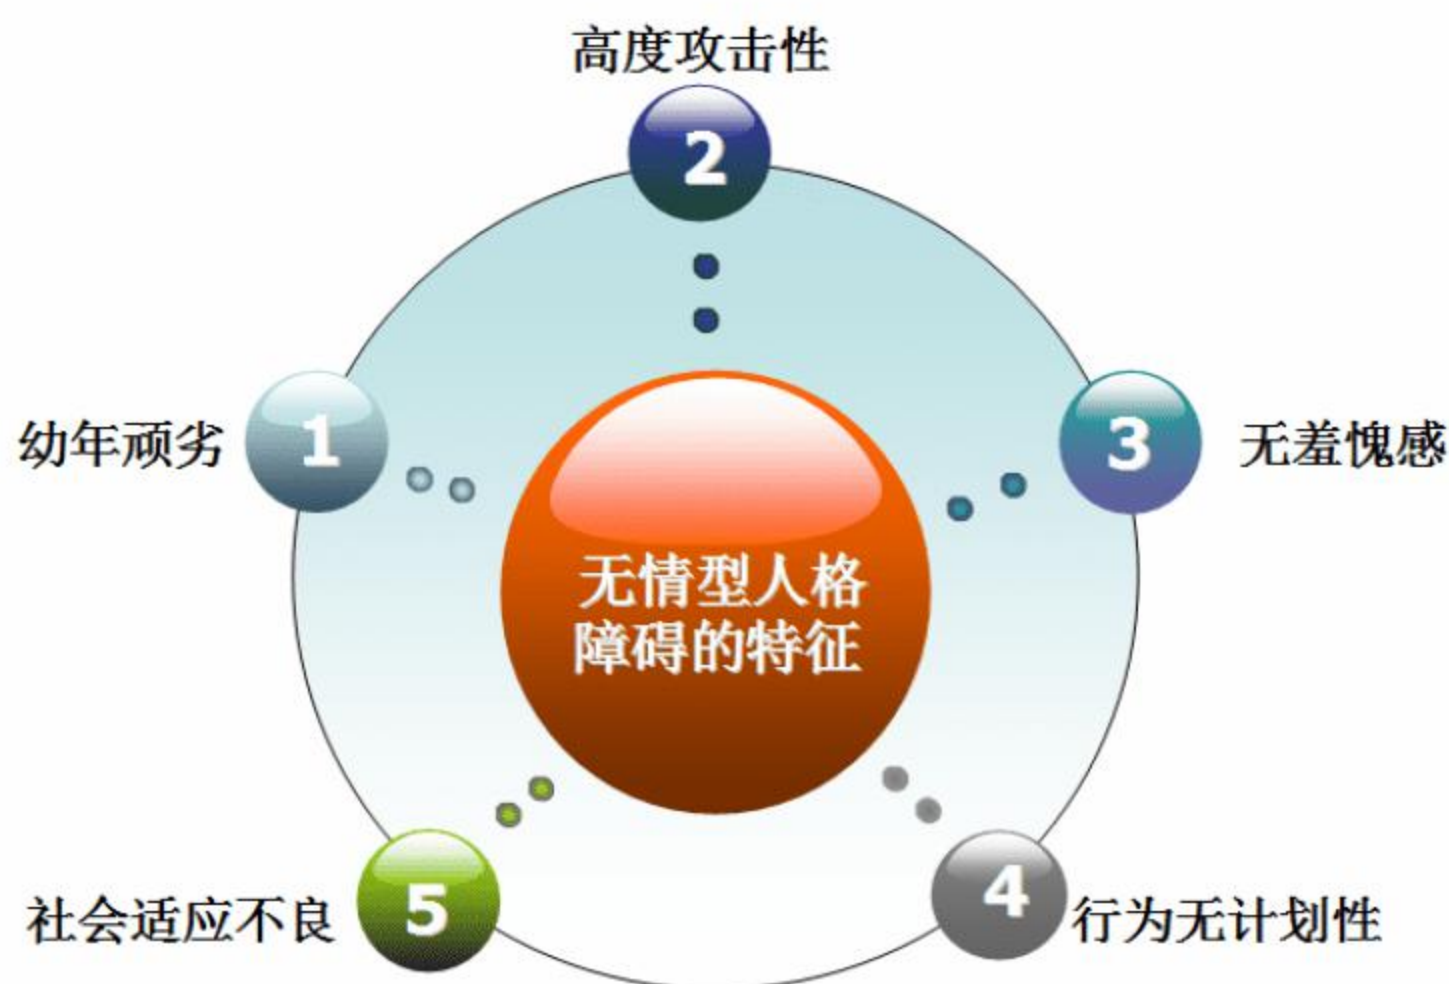 高度攻击性
2
1
幼年顽劣
3
无羞愧感
无情型人格
障碍的特征
5
社会适应不良
4
行为无计划性